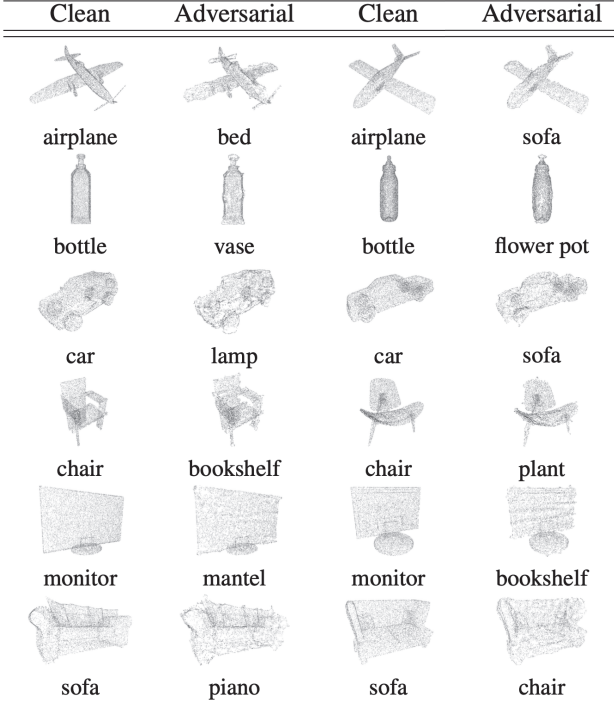 Clean Adversarial Clean Adversarial
airplane bed airplane sofa
bottle vase bottle flower pot
car lamp car sofa
chair bookshelf chair plant
monitor mantel monitor bookshelf
sofa piano sofa chair